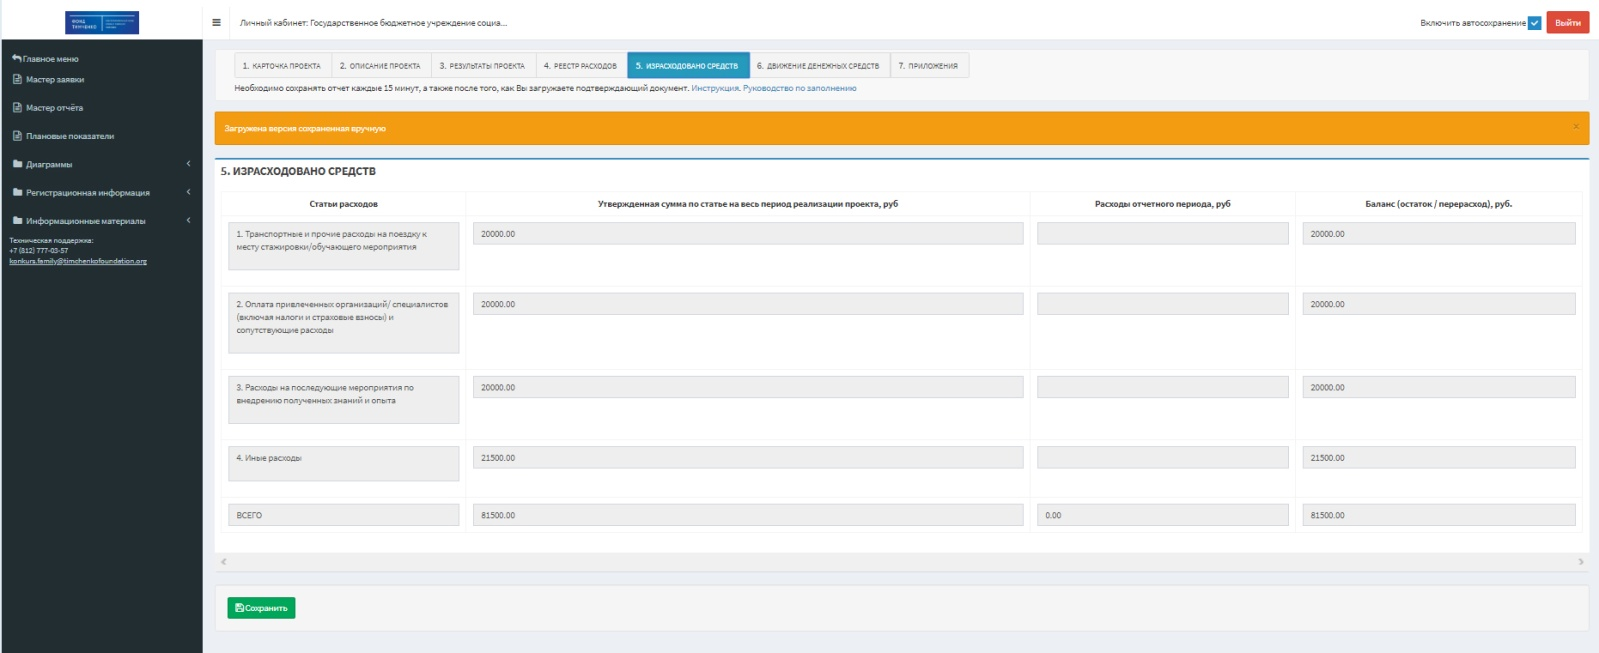 ФОНД
ТИМЧЕНКО
Личный кабинет: Государственное бюджетное учреждение социа...
Включить автосохранение
Выйти
Главное меню
Мастер заявки
Мастер отчёта
Плановые показатели
Диаграммы
Регистрационная информация
Информационные материалы
Техническая поддержка:
+7 (812) 777-03-57
konkurs.family@timchenkofoundation.org
1. КАРТОЧКА ПРОЕКТА
2. ОПИСАНИЕ ПРОЕКТА
3. РЕЗУЛЬТАТЫ ПРОЕКТА
4. РЕЕСТР РАСХОДОВ
5. ИЗРАСХОДОВАНО СРЕДСТВ
6. ДВИЖЕНИЕ ДЕНЕЖНЫХ СРЕДСТВ
7. ПРИЛОЖЕНИЯ
Необходимо сохранять отчет каждые 15 минут, а также после того, как Вы загружаете подтверждающий документ. Инструкция. Руководство по заполнению
Загружена версия сохраненная вручную
5. ИЗРАСХОДОВАНО СРЕДСТВ
Статьи расходов
Утвержденная сумма по статье на весь период реализации проекта, руб
Расходы отчетного периода, руб
Баланс (остаток / перерасход), руб.
1. Транспортные и прочие расходы на поездку к
месту стажировки/обучающего мероприятия
20000.00
20000.00
2. Оплата привлеченных организаций/ специалистов
(включая налоги и страховые взносы) и
сопутствующие расходы
20000.00
20000.00
3. Расходы на последующие мероприятия по
внедрению полученных знаний и опыта
20000.00
20000.00
4. Иные расходы
21500.00
21500.00
ВСЕГО
81500.00
0.00
81500.00
Сохранить